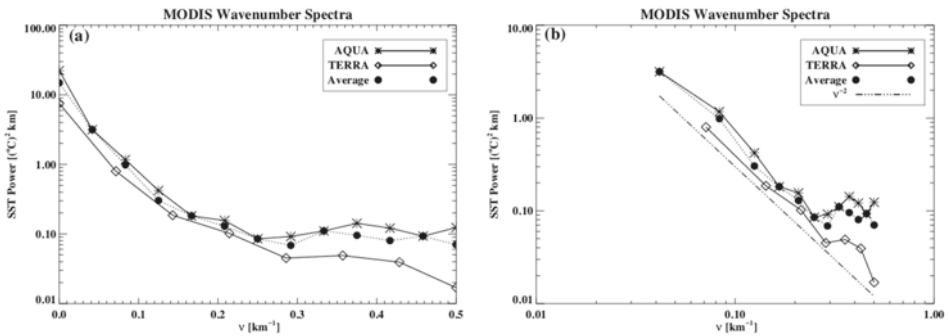 MODIS Wavenumber Spectra
(a)
AQUA
TERRA
Average
SST Power [(°C)² km]
100.00
10.00
1.00
0.10
0.01
0.0
0.1
0.2
0.3
0.4
0.5
ν [km⁻¹]
MODIS Wavenumber Spectra
(b)
AQUA
TERRA
Average
ν⁻²
SST Power [(°C)² km]
10.00
1.00
0.10
0.01
0.01
0.10
1.00
ν [km⁻¹]